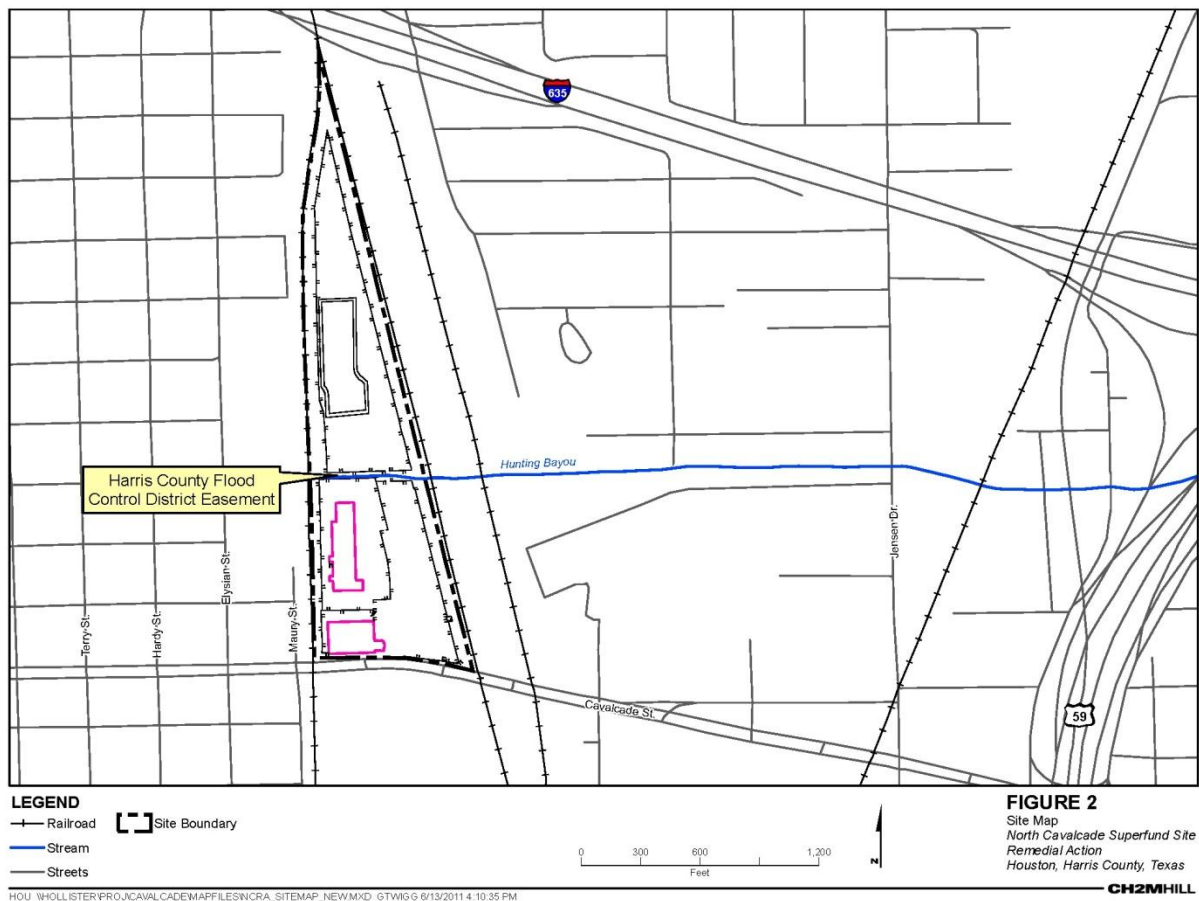 635
Hunting Bayou
Harris County Flood
Control District Easement
Terry St.
Hardy St.
Elysian St.
Maury St.
Jensen Dr.
Cavalcade St.
59
LEGEND
Railroad
Site Boundary
Stream
Streets
0 300 600 1,200
Feet
N
FIGURE 2
Site Map
North Cavalcade Superfund Site
Remedial Action
Houston, Harris County, Texas
HOU \\HOLLISTER\PROJ\CAVALCADE\MAPFILES\NCRA_SITEMAP_NEW.MXD GTWIGG 6/13/2011 4:10:35 PM
CH2MHILL